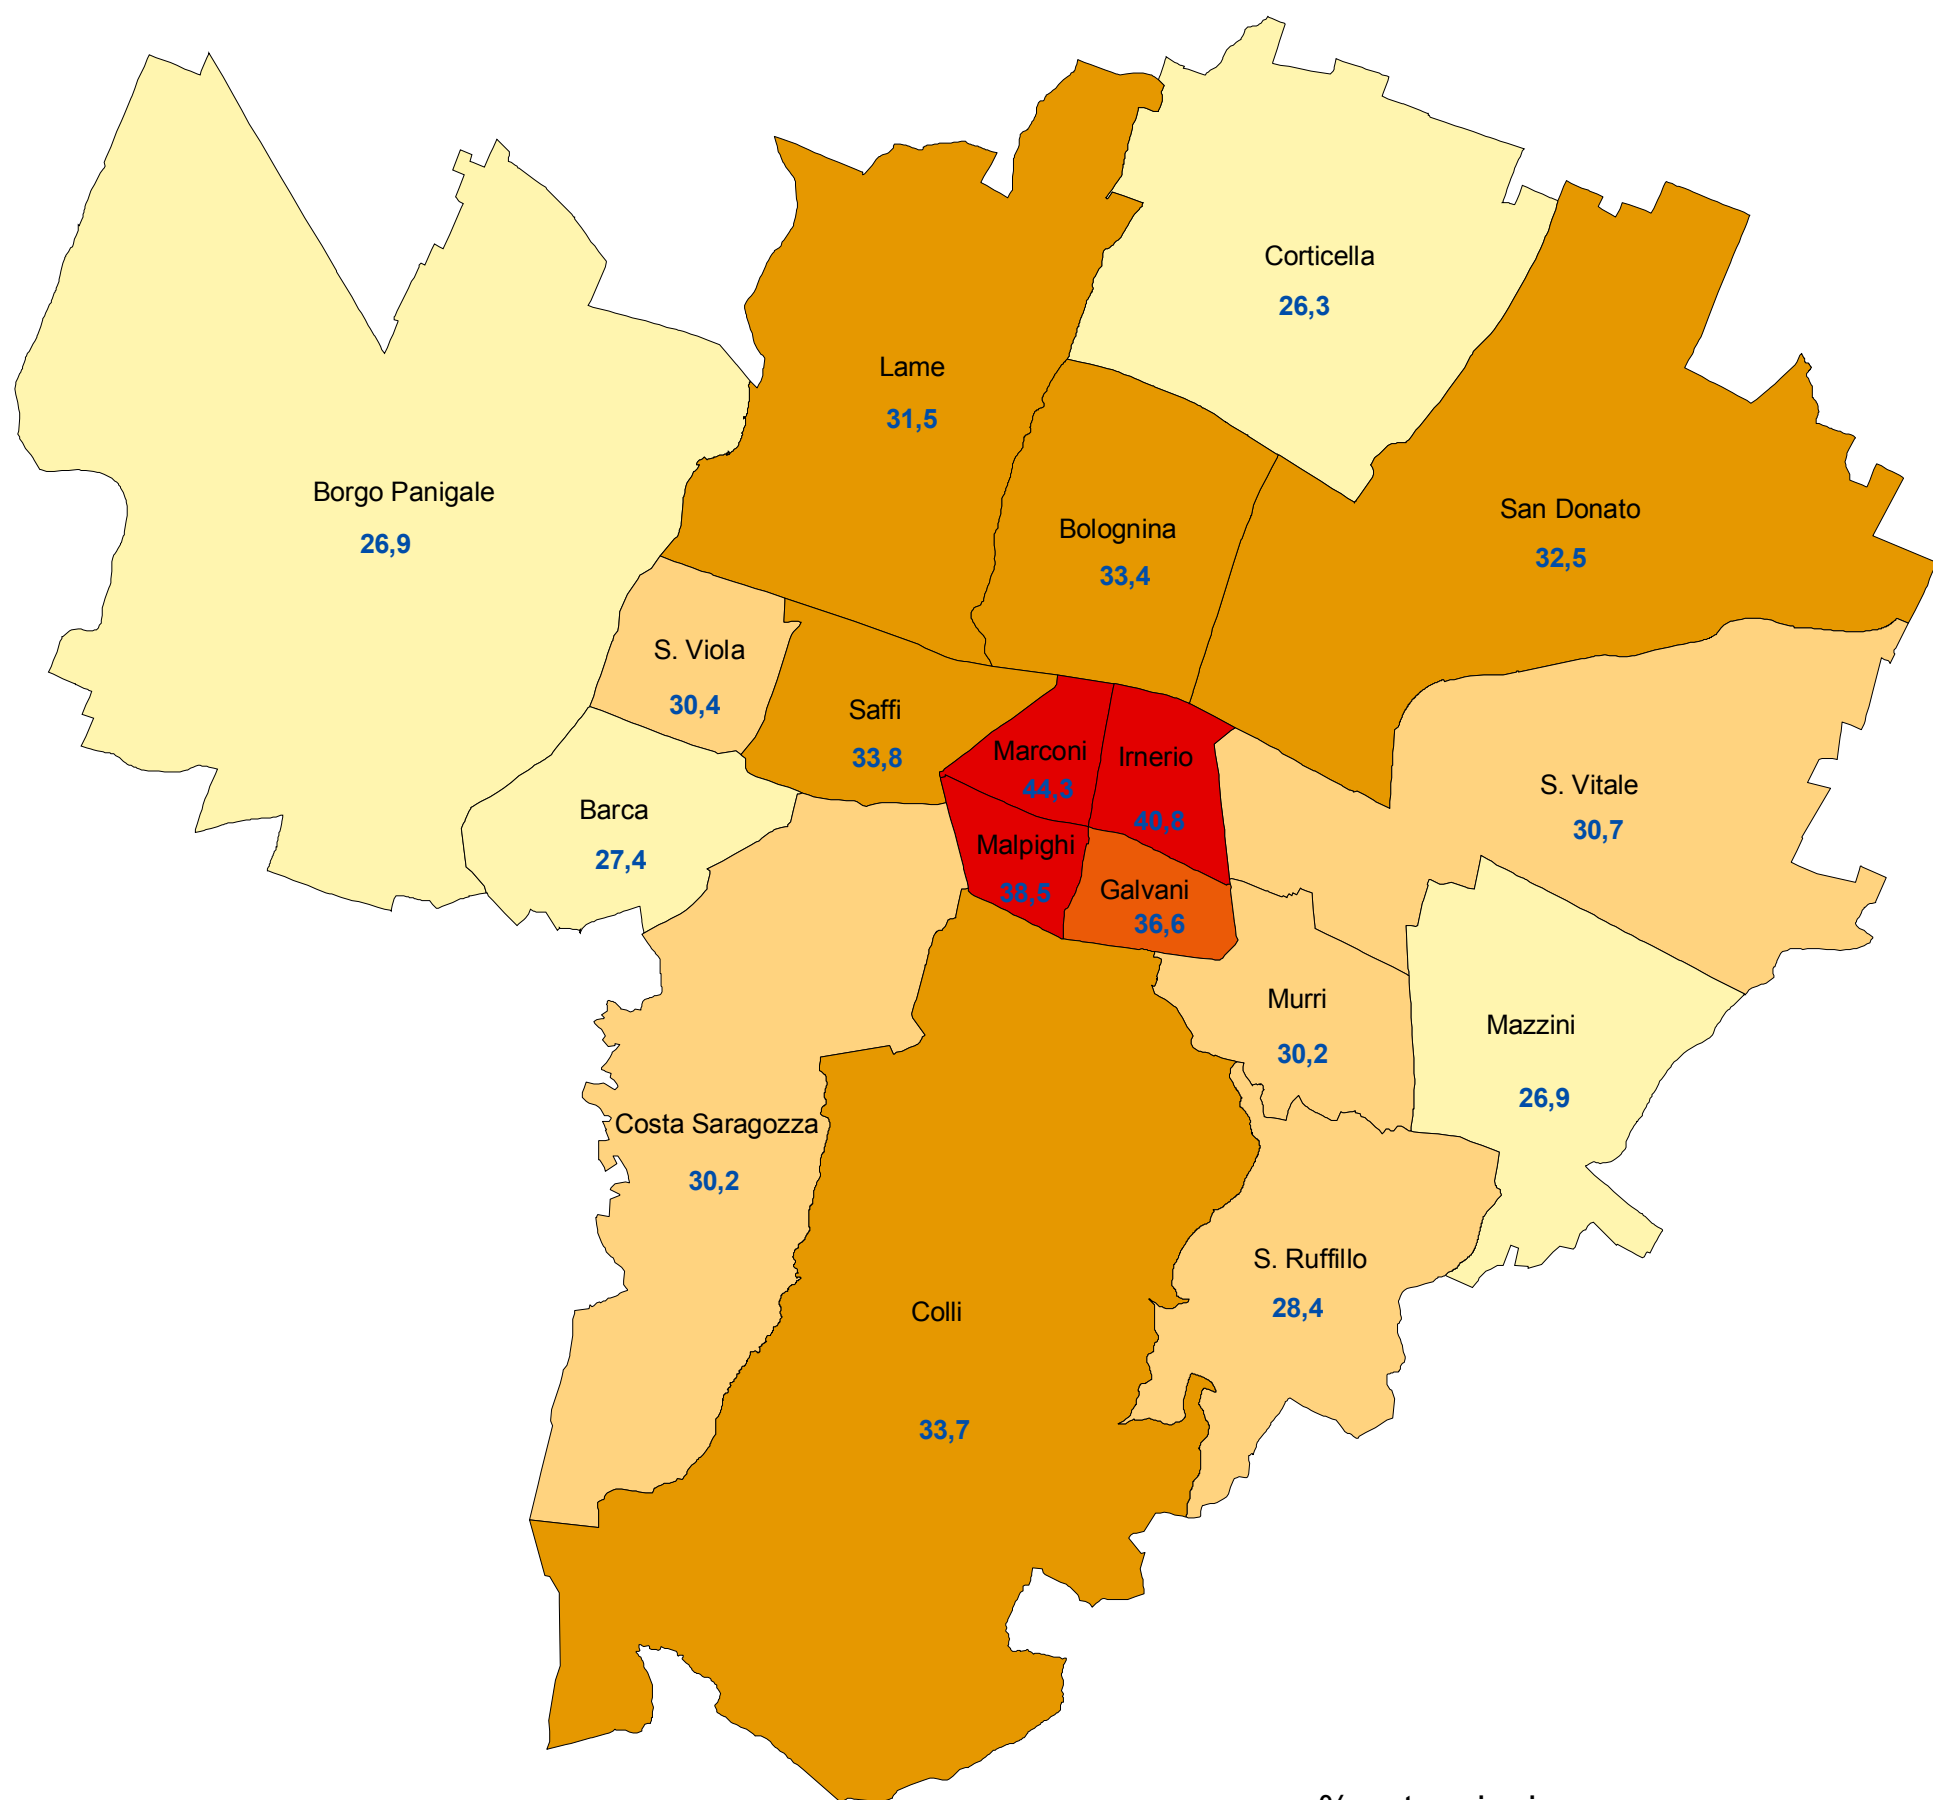 Corticella
26,3
Lame
31,5
Borgo Panigale
26,9
Bolognina
33,4
San Donato
32,5
S. Viola
30,4
Saffi
33,8
Marconi
44,3
Irnerio
40,8
S. Vitale
30,7
Barca
27,4
Malpighi
38,5
Galvani
36,6
Murri
30,2
Mazzini
26,9
Costa Saragozza
30,2
S. Ruffillo
28,4
Colli
33,7
%